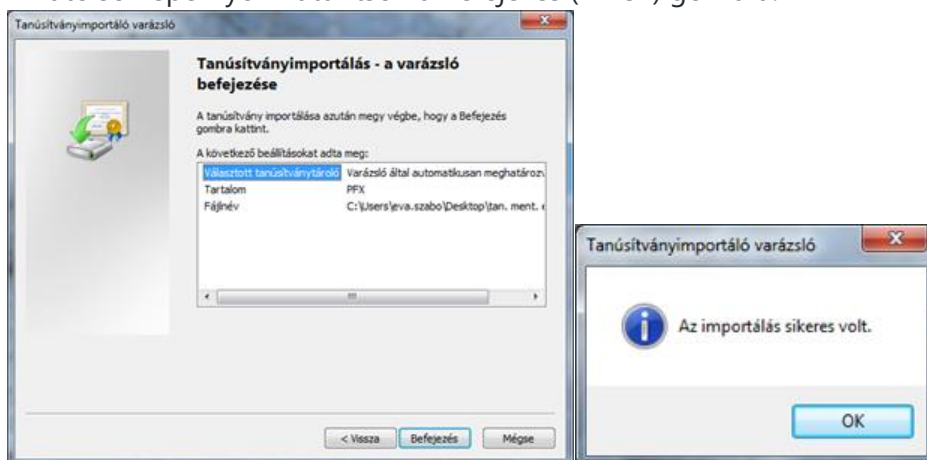 Tanúsítványimportáló varázsló
Tanúsítványimportálás - a varázsló
befejezése
A tanúsítvány importálása azután megy végbe, hogy a Befejezés
gombra kattint.
A következő beállításokat adta meg:
Választott tanúsítványtároló Varázsló által automatikusan meghatároz
Tartalom PFX
Fájlnév C:\Users\eva.szabo\Desktop\tan. ment.
< Vissza Befejezés Mégse
Tanúsítványimportáló varázsló
Az importálás sikeres volt.
OK